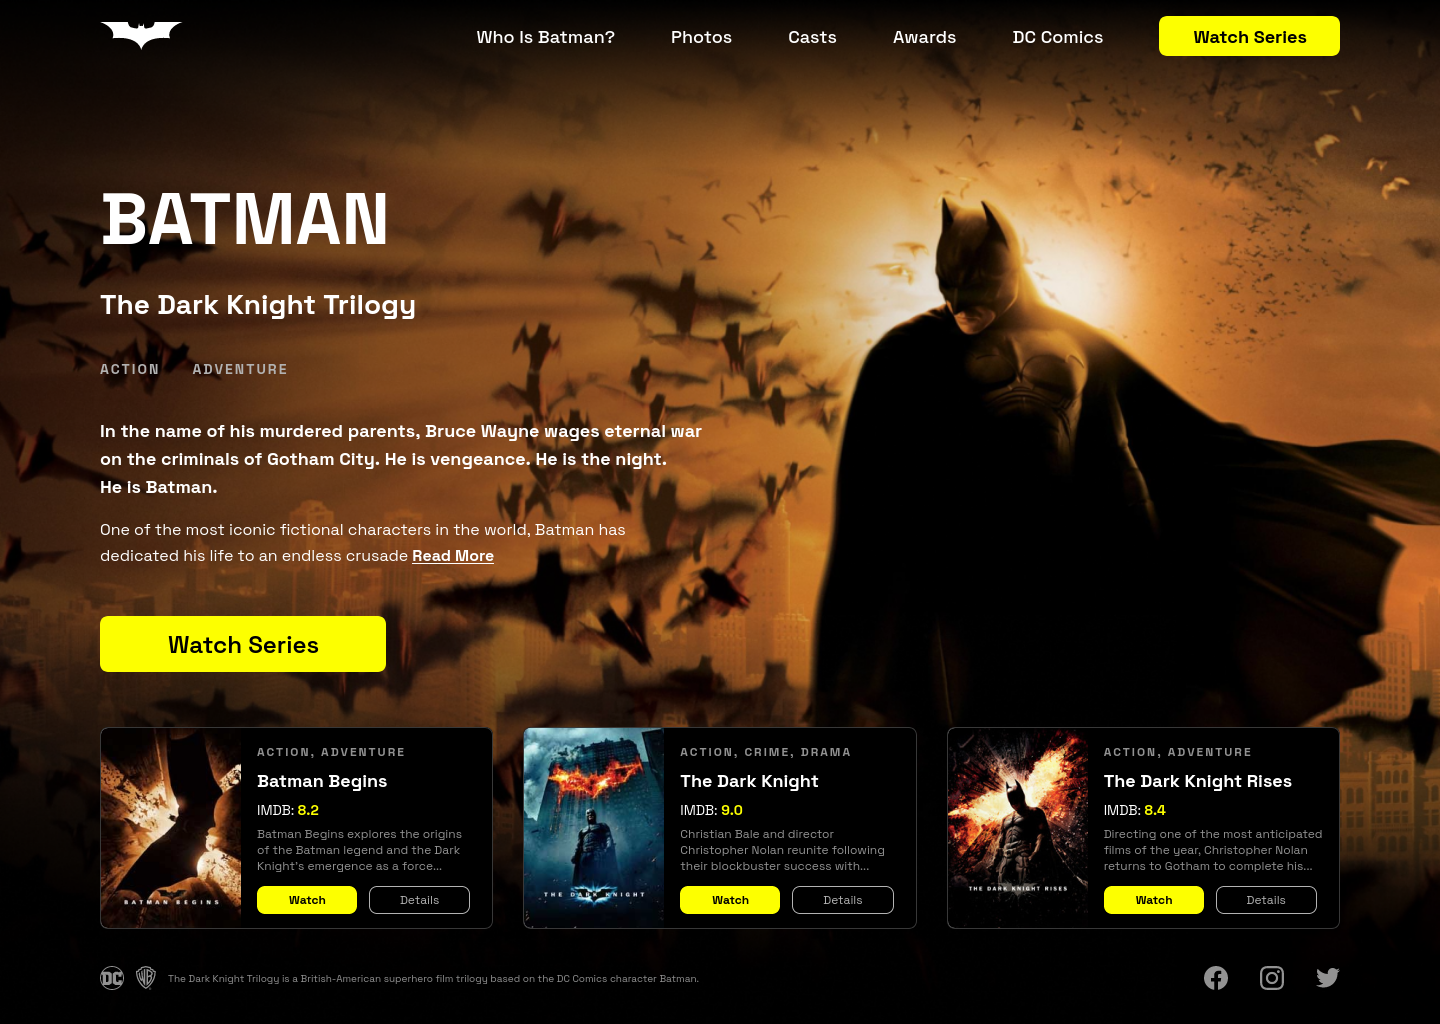 Who Is Batman?
Photos
Casts
Awards
DC Comics
Watch Series
BATMAN
The Dark Knight Trilogy
ACTION ADVENTURE
In the name of his murdered parents, Bruce Wayne wages eternal war
on the criminals of Gotham City. He is vengeance. He is the night.
He is Batman.
One of the most iconic fictional characters in the world, Batman has
dedicated his life to an endless crusade Read More
Watch Series
BATMAN BEGINS
ACTION, ADVENTURE
Batman Begins
IMDB: 8.2
Batman Begins explores the origins
of the Batman legend and the Dark
Knight's emergence as a force...
Watch
Details
THE DARK KNIGHT
ACTION, CRIME, DRAMA
The Dark Knight
IMDB: 9.0
Christian Bale and director
Christopher Nolan reunite following
their blockbuster success with...
Watch
Details
THE DARK KNIGHT RISES
ACTION, ADVENTURE
The Dark Knight Rises
IMDB: 8.4
Directing one of the most anticipated
films of the year, Christopher Nolan
returns to Gotham to complete his...
Watch
Details
DC
WB
The Dark Knight Trilogy is a British-American superhero film trilogy based on the DC Comics character Batman.